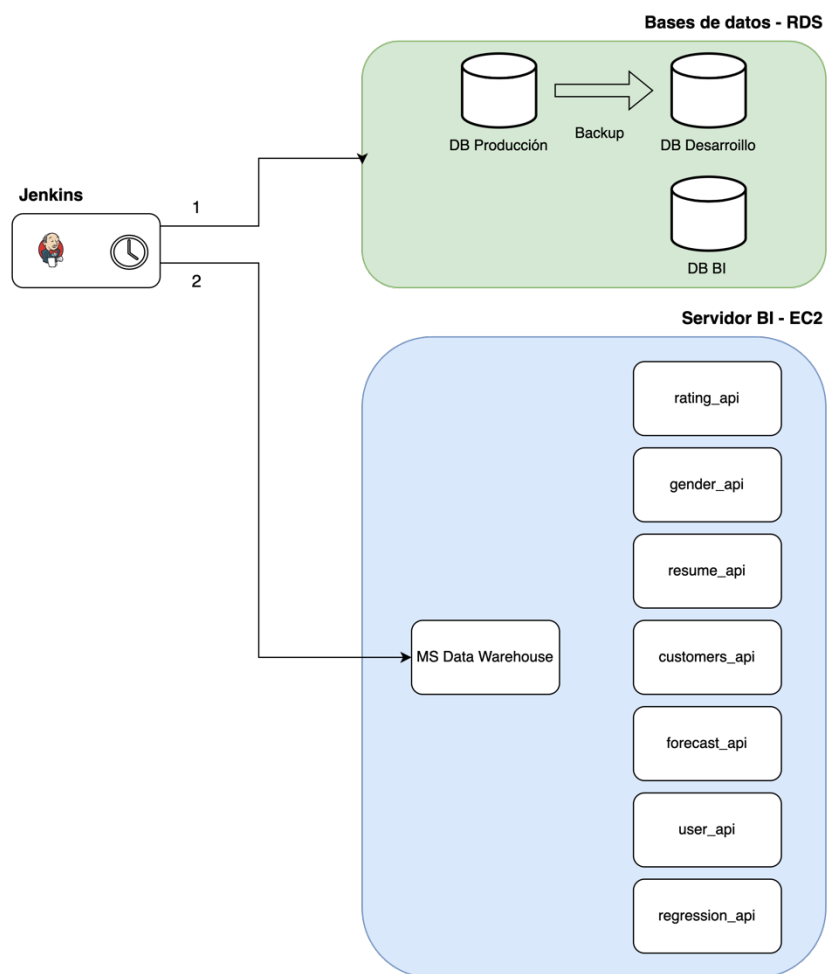 Bases de datos - RDS
DB Producción
Backup
DB Desarroillo
DB BI
Jenkins
1
2
Servidor BI - EC2
rating_api
gender_api
resume_api
MS Data Warehouse
customers_api
forecast_api
user_api
regression_api